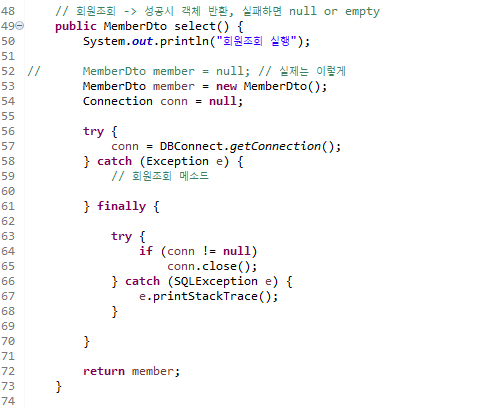 48 // 회원조회 -> 성공시 객체 반환, 실패하면 null or empty
49 public MemberDto select() {
50 System.out.println("회원조회 실행");
51
52 // MemberDto member = null; // 실제는 이렇게
53 MemberDto member = new MemberDto();
54 Connection conn = null;
55
56 try {
57 conn = DBConnect.getConnection();
58 } catch (Exception e) {
59 // 회원조회 메소드
60
61 } finally {
62
63 try {
64 if (conn != null)
65 conn.close();
66 } catch (SQLException e) {
67 e.printStackTrace();
68 }
69
70 }
71
72 return member;
73 }
74